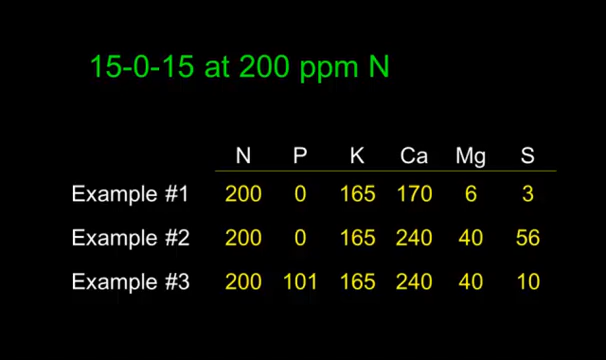 15-0-15 at 200 ppm N
N P K Ca Mg S
Example #1 200 0 165 170 6 3
Example #2 200 0 165 240 40 56
Example #3 200 101 165 240 40 10